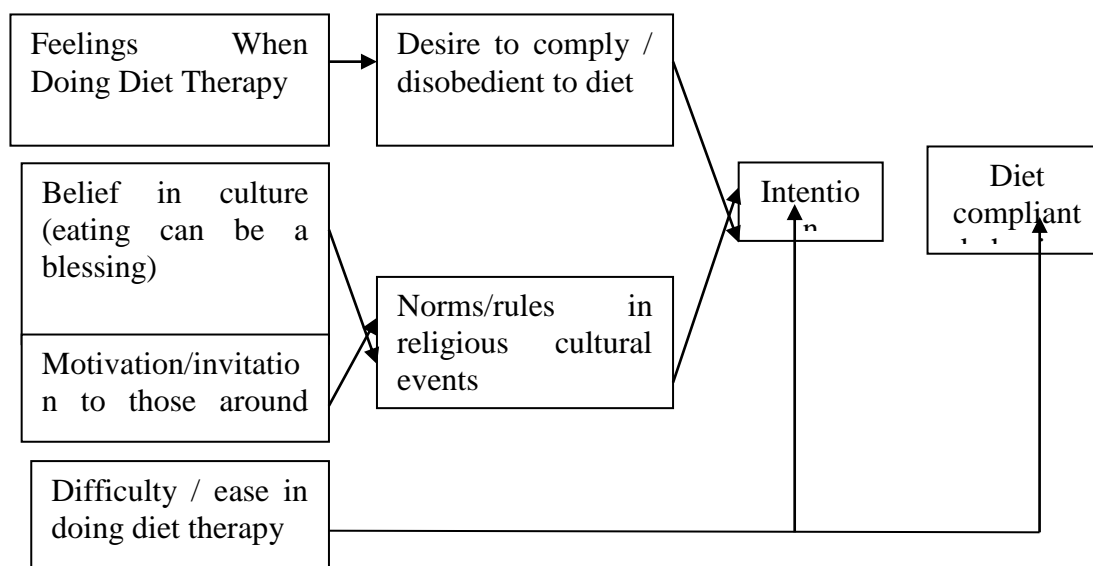 Feelings When
Doing Diet Therapy
Desire to comply /
disobedient to diet
Belief in culture
(eating can be a
blessing)
Motivation/invitatio
n to those around
Norms/rules in
religious cultural
events
Difficulty / ease in
doing diet therapy
Intentio
n
Diet
compliant